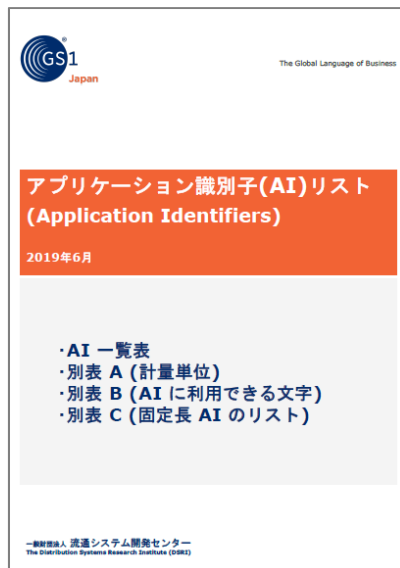 GS1
Japan
The Global Language of Business
アプリケーション識別子(AI)リスト
(Application Identifiers)
2019年6月
・AI 一覧表
・別表 A (計量単位)
・別表 B (AI に利用できる文字)
・別表 C (固定長 AI のリスト)
一般財団法人 流通システム開発センター
The Distribution Systems Research Institute (DSRI)